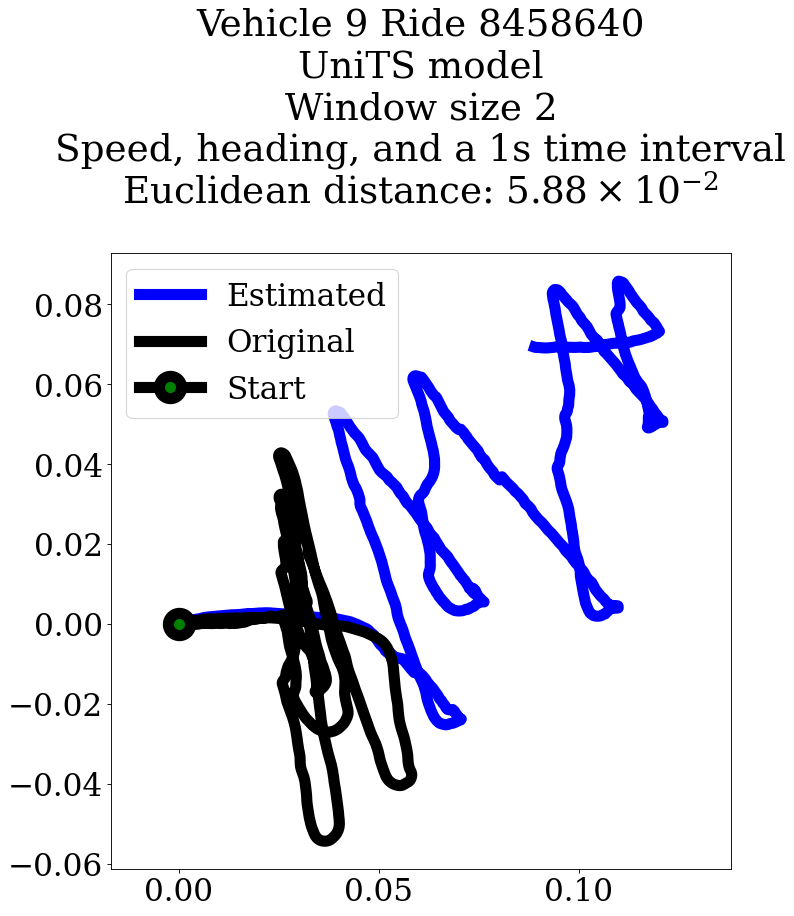 Vehicle 9 Ride 8458640
UniTS model
Window size 2
Speed, heading, and a 1s time interval
Euclidean distance: 5.88 × 10⁻²
Estimated
Original
Start
0.08
0.06
0.04
0.02
0.00
−0.02
−0.04
−0.06
0.00 0.05 0.10